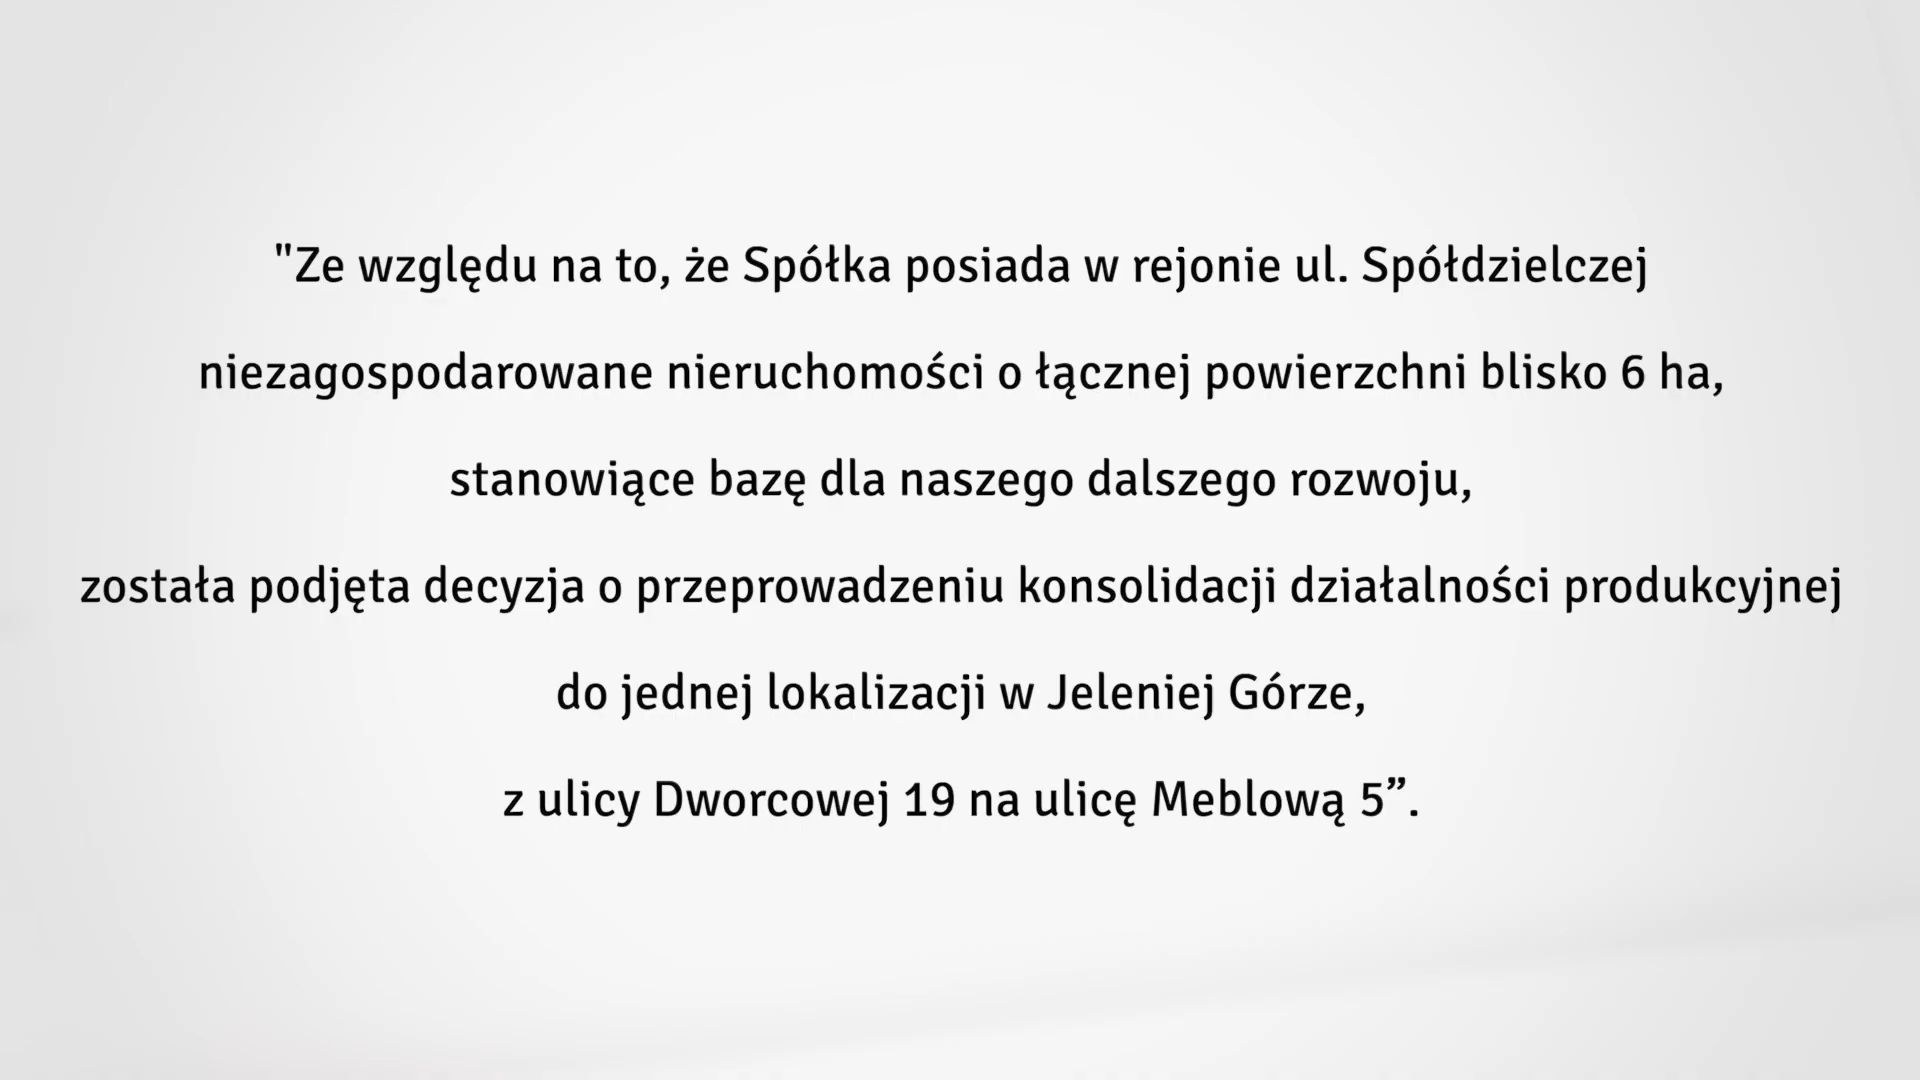 "Ze względu na to, że Spółka posiada w rejonie ul. Spółdzielczej
niezagospodarowane nieruchomości o łącznej powierzchni blisko 6 ha,
stanowiące bazę dla naszego dalszego rozwoju,
została podjęta decyzja o przeprowadzeniu konsolidacji działalności produkcyjnej
do jednej lokalizacji w Jeleniej Górze,
z ulicy Dworcowej 19 na ulicę Meblową 5”.